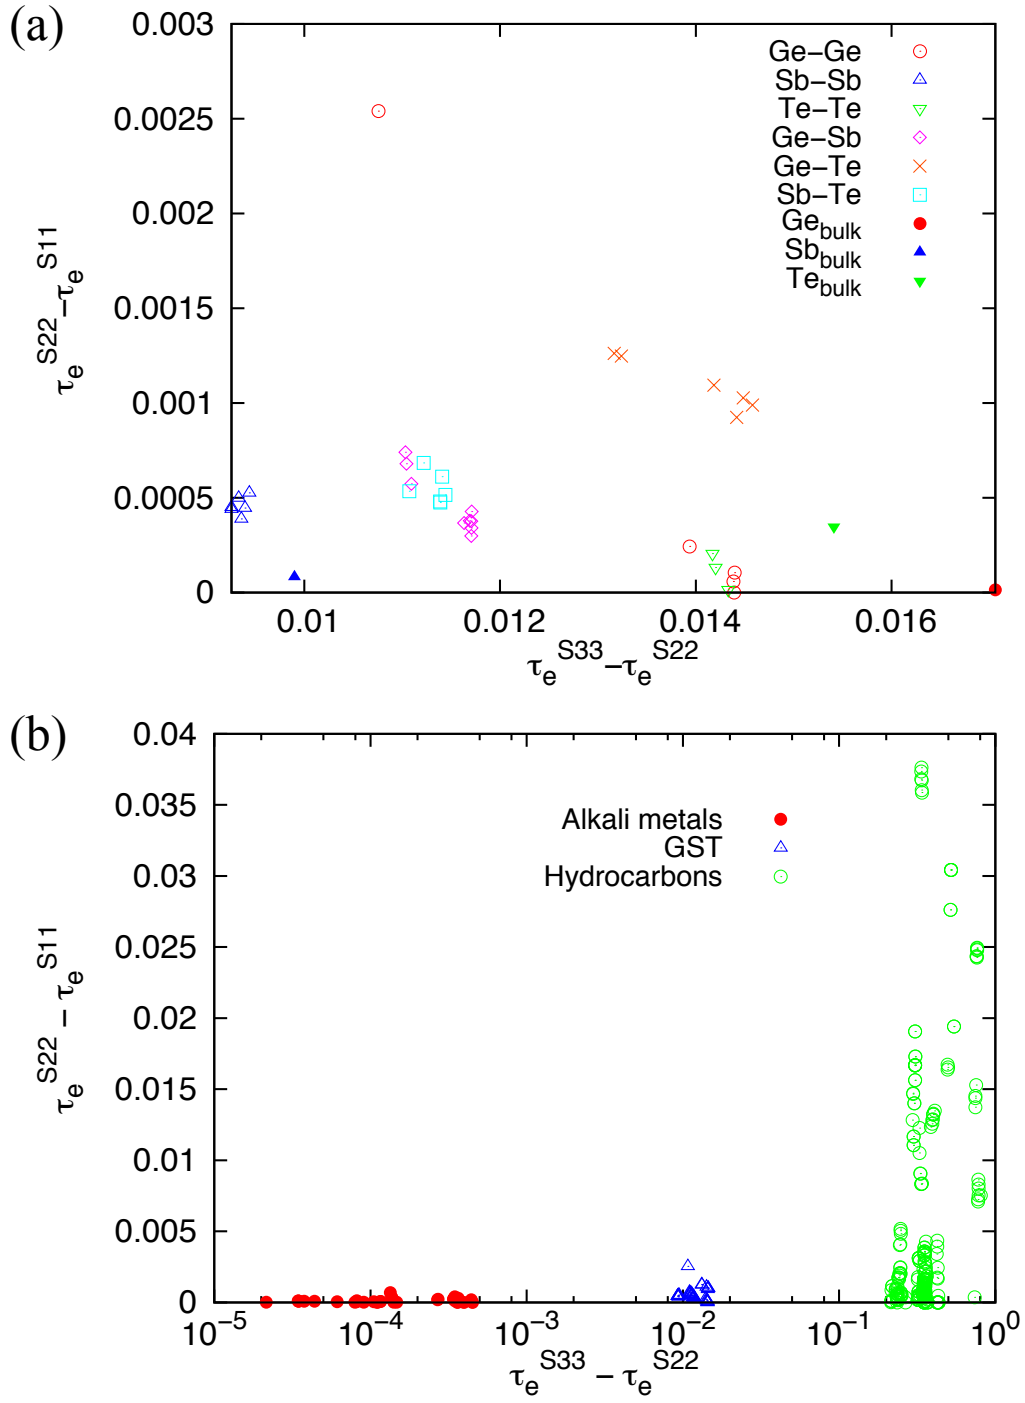 (a)
0.003
0.0025
0.002
0.0015
0.001
0.0005
0
τe^S22−τe^S11
Ge−Ge
Sb−Sb
Te−Te
Ge−Sb
Ge−Te
Sb−Te
Ge_bulk
Sb_bulk
Te_bulk
0.01 0.012 0.014 0.016
τe^S33−τe^S22
(b)
0.04
0.035
0.03
0.025
0.02
0.015
0.01
0.005
0
τe^S22 − τe^S11
Alkali metals
GST
Hydrocarbons
10^−5 10^−4 10^−3 10^−2 10^−1 10^0
τe^S33 − τe^S22